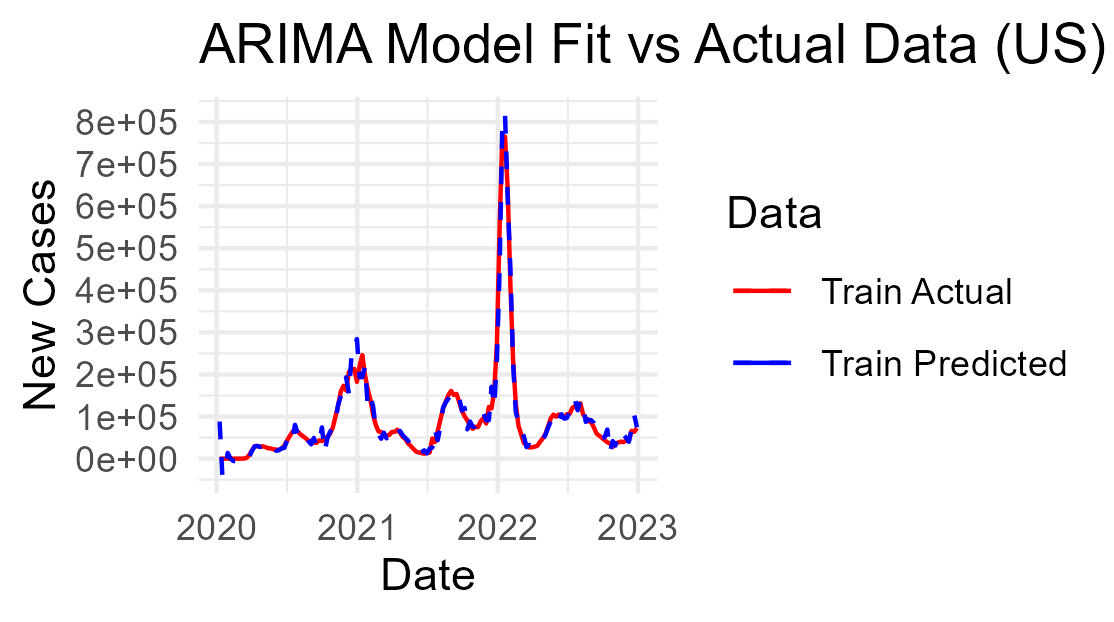 ARIMA Model Fit vs Actual Data (US)
New Cases
8e+05
7e+05
6e+05
5e+05
4e+05
3e+05
2e+05
1e+05
0e+00
2020 2021 2022 2023
Date
Data
Train Actual
Train Predicted